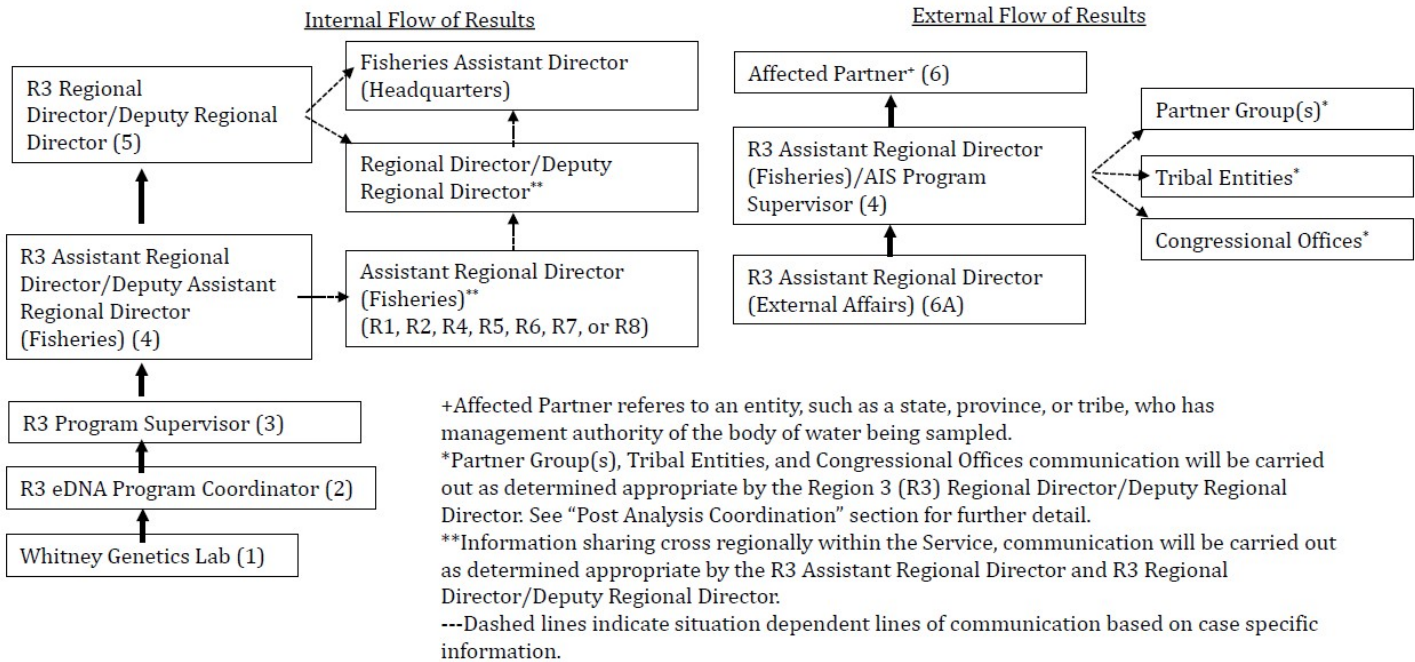 Internal Flow of Results
R3 Regional
Director/Deputy Regional
Director (5)
Fisheries Assistant Director
(Headquarters)
Regional Director/Deputy
Regional Director**
R3 Assistant Regional
Director/Deputy Assistant
Regional Director
(Fisheries) (4)
Assistant Regional Director
(Fisheries)**
(R1, R2, R4, R5, R6, R7, or R8)
R3 Program Supervisor (3)
R3 eDNA Program Coordinator (2)
Whitney Genetics Lab (1)
External Flow of Results
Affected Partner+ (6)
R3 Assistant Regional Director
(Fisheries)/AIS Program
Supervisor (4)
R3 Assistant Regional Director
(External Affairs) (6A)
Partner Group(s)*
Tribal Entities*
Congressional Offices*
+Affected Partner referes to an entity, such as a state, province, or tribe, who has
management authority of the body of water being sampled.
*Partner Group(s), Tribal Entities, and Congressional Offices communication will be carried
out as determined appropriate by the Region 3 (R3) Regional Director/Deputy Regional
Director. See “Post Analysis Coordination” section for further detail.
**Information sharing cross regionally within the Service, communication will be carried out
as determined appropriate by the R3 Assistant Regional Director and R3 Regional
Director/Deputy Regional Director.
---Dashed lines indicate situation dependent lines of communication based on case specific
information.